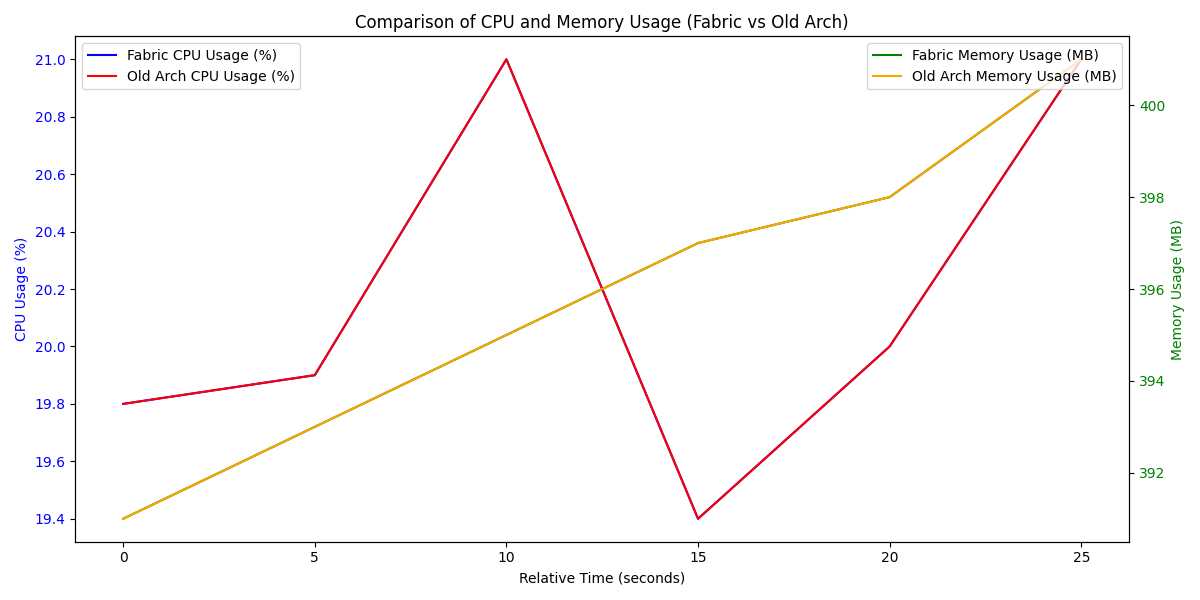 Comparison of CPU and Memory Usage (Fabric vs Old Arch)
Fabric CPU Usage (%)
Old Arch CPU Usage (%)
Fabric Memory Usage (MB)
Old Arch Memory Usage (MB)
CPU Usage (%)
21.0
20.8
20.6
20.4
20.2
20.0
19.8
19.6
19.4
400
398
396
394
392
Memory Usage (MB)
0 5 10 15 20 25
Relative Time (seconds)